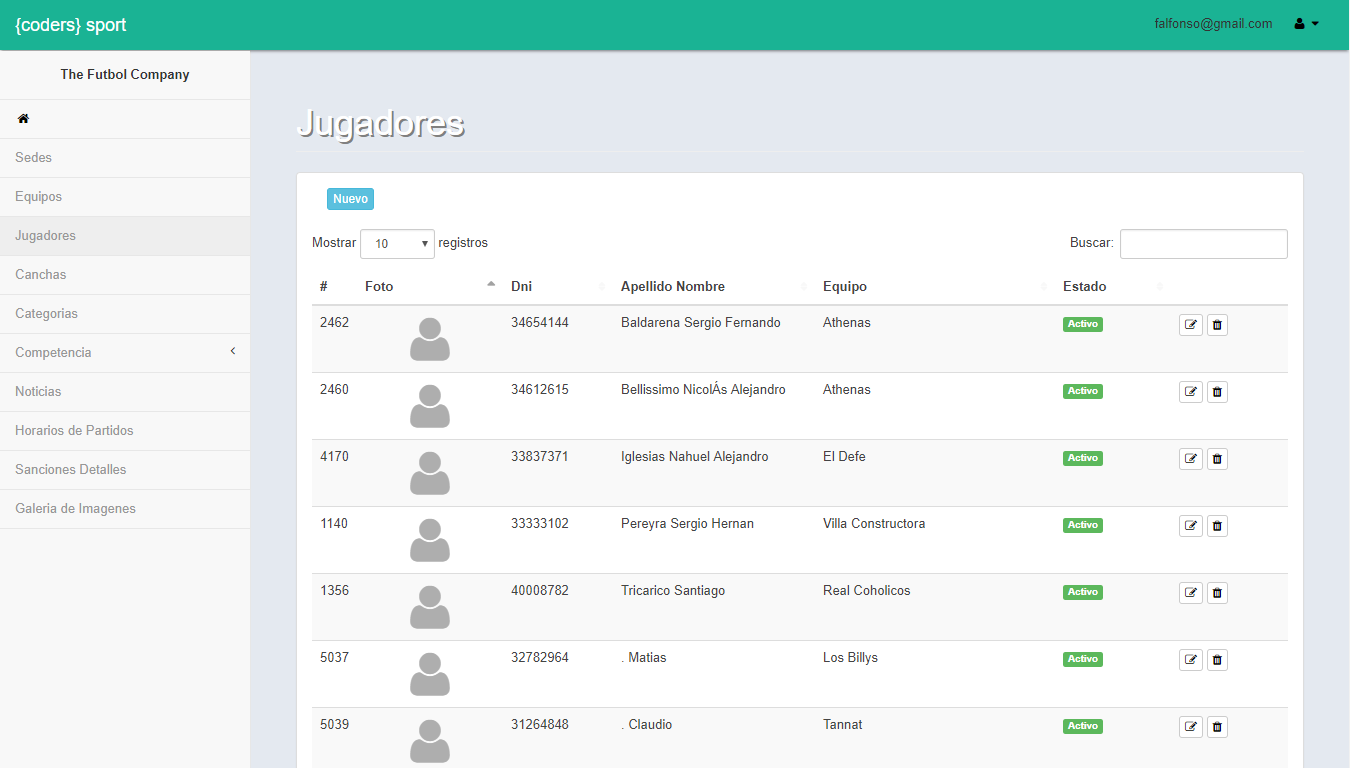 {coders} sport falfonso@gmail.com
The Futbol Company
Sedes
Equipos
Jugadores
Canchas
Categorias
Competencia
Noticias
Horarios de Partidos
Sanciones Detalles
Galeria de Imagenes
Jugadores
Nuevo
Mostrar 10 registros Buscar:
# Foto Dni Apellido Nombre Equipo Estado
2462 34654144 Baldarena Sergio Fernando Athenas Activo
2460 34612615 Bellissimo NicolÁs Alejandro Athenas Activo
4170 33837371 Iglesias Nahuel Alejandro El Defe Activo
1140 33333102 Pereyra Sergio Hernan Villa Constructora Activo
1356 40008782 Tricarico Santiago Real Coholicos Activo
5037 32782964 . Matias Los Billys Activo
5039 31264848 . Claudio Tannat Activo